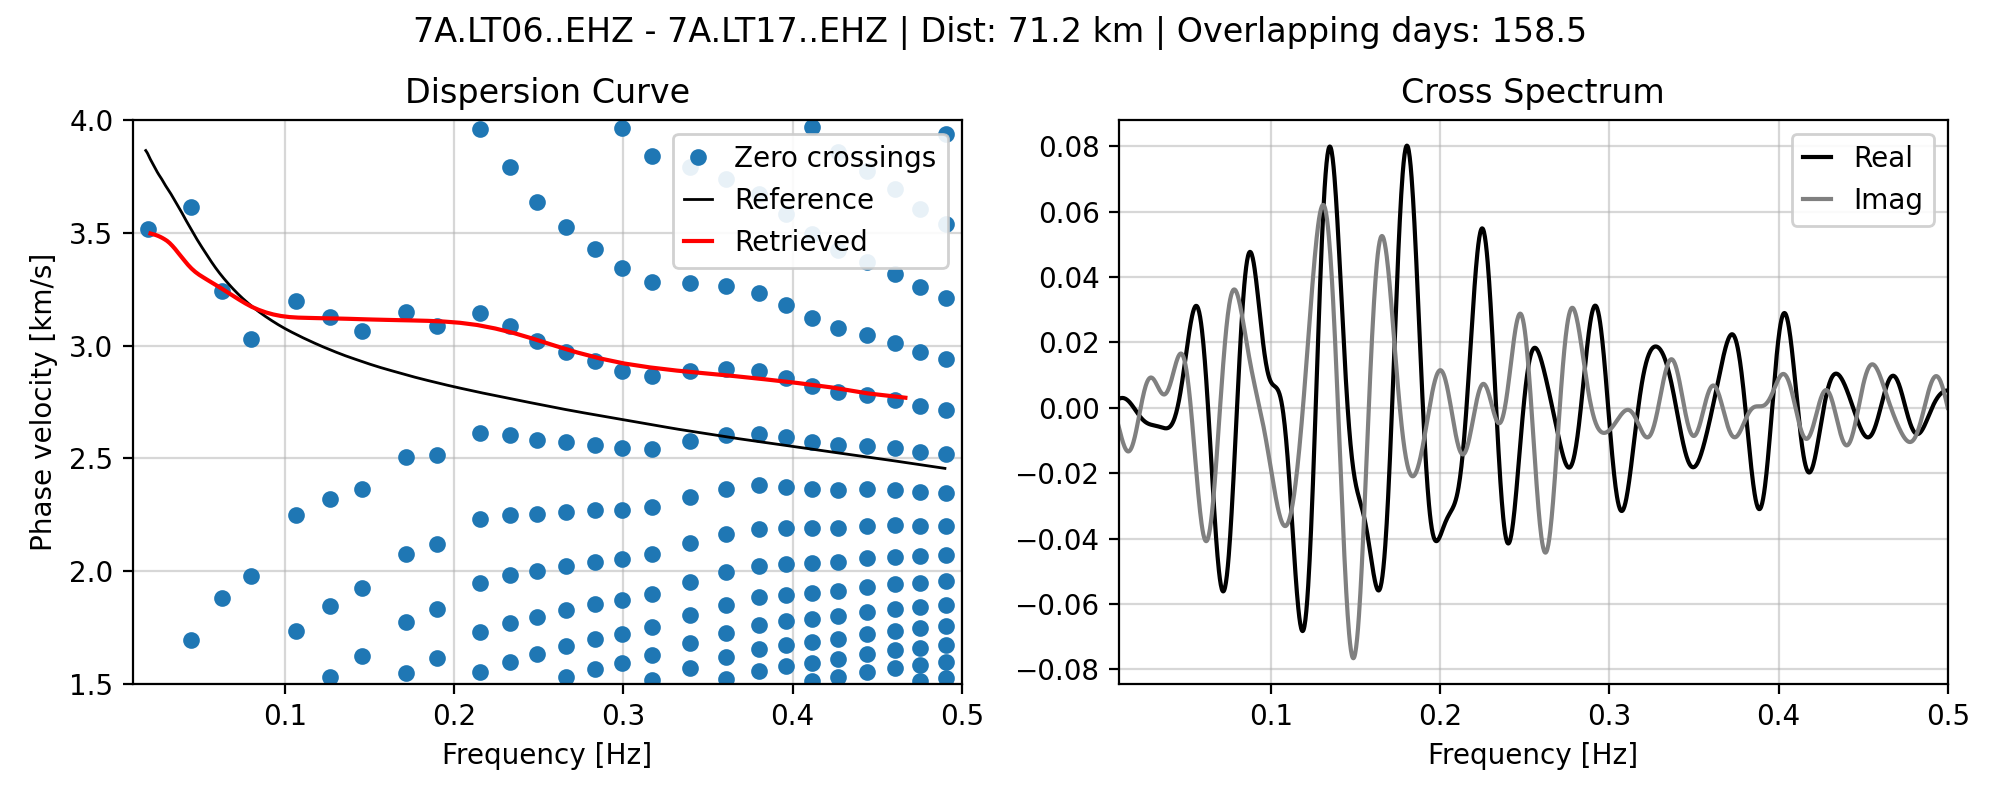 7A.LT06..EHZ - 7A.LT17..EHZ | Dist: 71.2 km | Overlapping days: 158.5
Dispersion Curve
4.0
3.5
3.0
2.5
2.0
1.5
Phase velocity [km/s]
0.1
0.2
0.3
0.4
0.5
Frequency [Hz]
Zero crossings
Reference
Retrieved
Cross Spectrum
0.08
0.06
0.04
0.02
0.00
−0.02
−0.04
−0.06
−0.08
0.1
0.2
0.3
0.4
0.5
Frequency [Hz]
Real
Imag